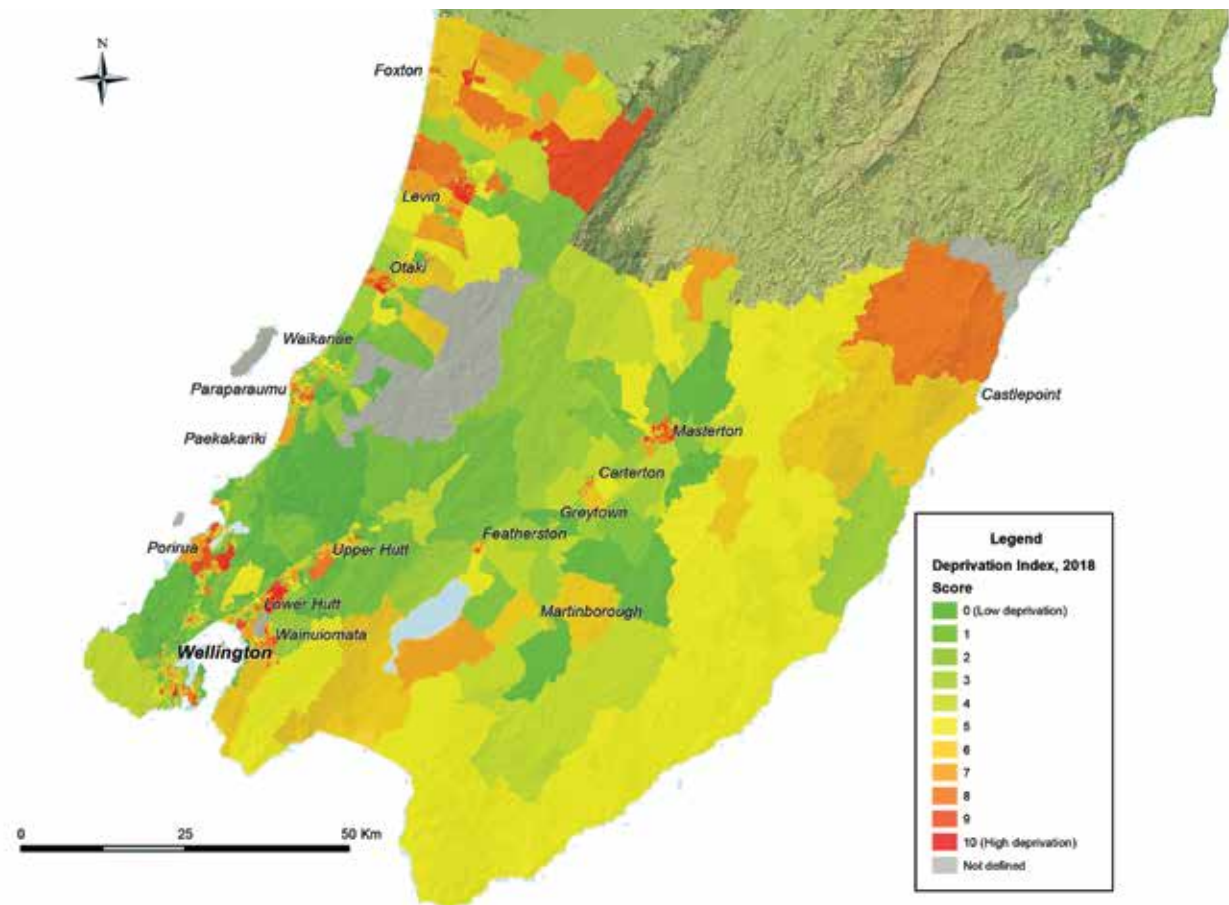 N
Foxton
Levin
Otaki
Waikanae
Paraparaumu
Paekakariki
Castlepoint
Masterton
Carterton
Greytown
Featherston
Porirua
Upper Hutt
Lower Hutt
Martinborough
Wainuiomata
Wellington
Legend
Deprivation Index, 2018
Score
0 (Low deprivation)
1
2
3
4
5
6
7
8
9
10 (High deprivation)
Not defined
0 25 50 Km